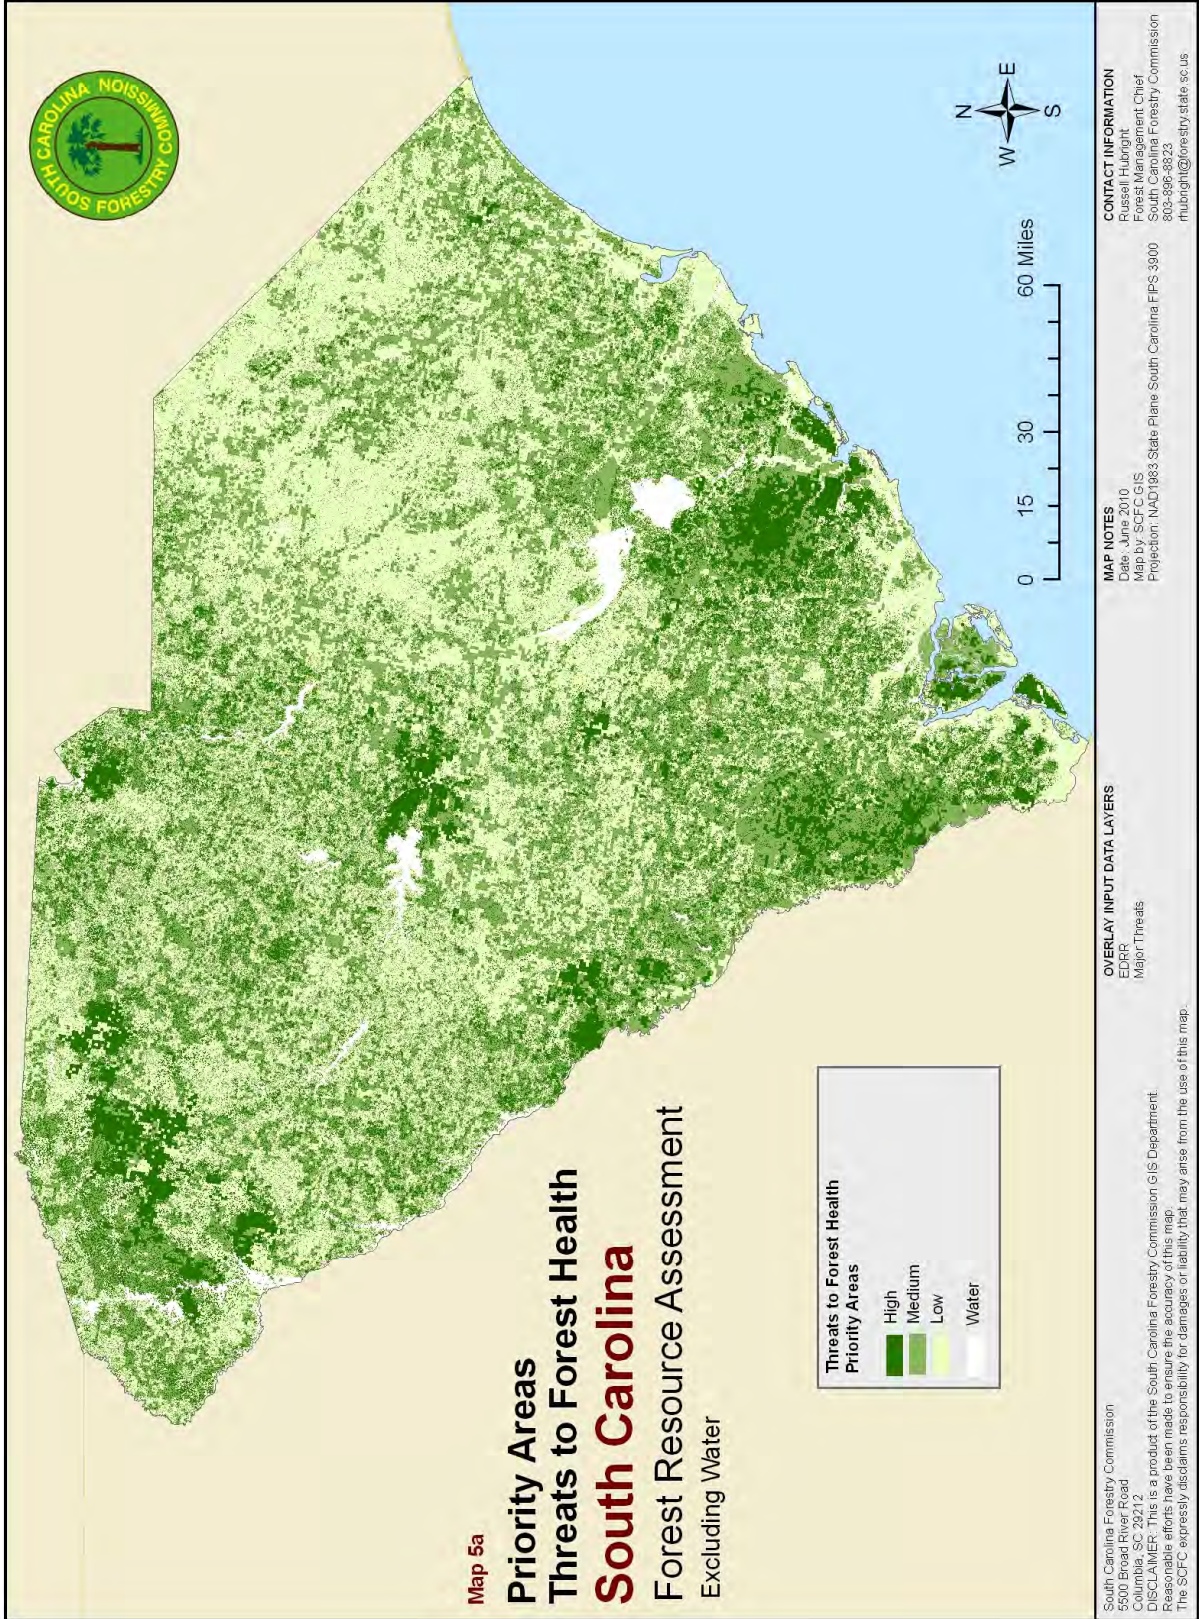 SOUTH CAROLINA
FORESTRY COMMISSION
Map 5a
Priority Areas
Threats to Forest Health
South Carolina
Forest Resource Assessment
Excluding Water
Threats to Forest Health
Priority Areas
High
Medium
Low
Water
N
W E
S
0 15 30 60 Miles
South Carolina Forestry Commission
5500 Broad River Road
Columbia, SC 29212
DISCLAIMER: This is a product of the South Carolina Forestry Commission GIS Department.
Reasonable efforts have been made to ensure the accuracy of this map.
The SCFC expressly disclaims responsibility for damages or liability that may arise from the use of this map.
OVERLAY INPUT DATA LAYERS
EDRR
Major Threats
MAP NOTES
Date: June 2010
Map by: SCFC GIS
Projection: NAD1983 State Plane South Carolina FIPS 3900
CONTACT INFORMATION
Russell Hubright
Forest Management Chief
South Carolina Forestry Commission
803-896-8823
rhubright@forestry.state.sc.us